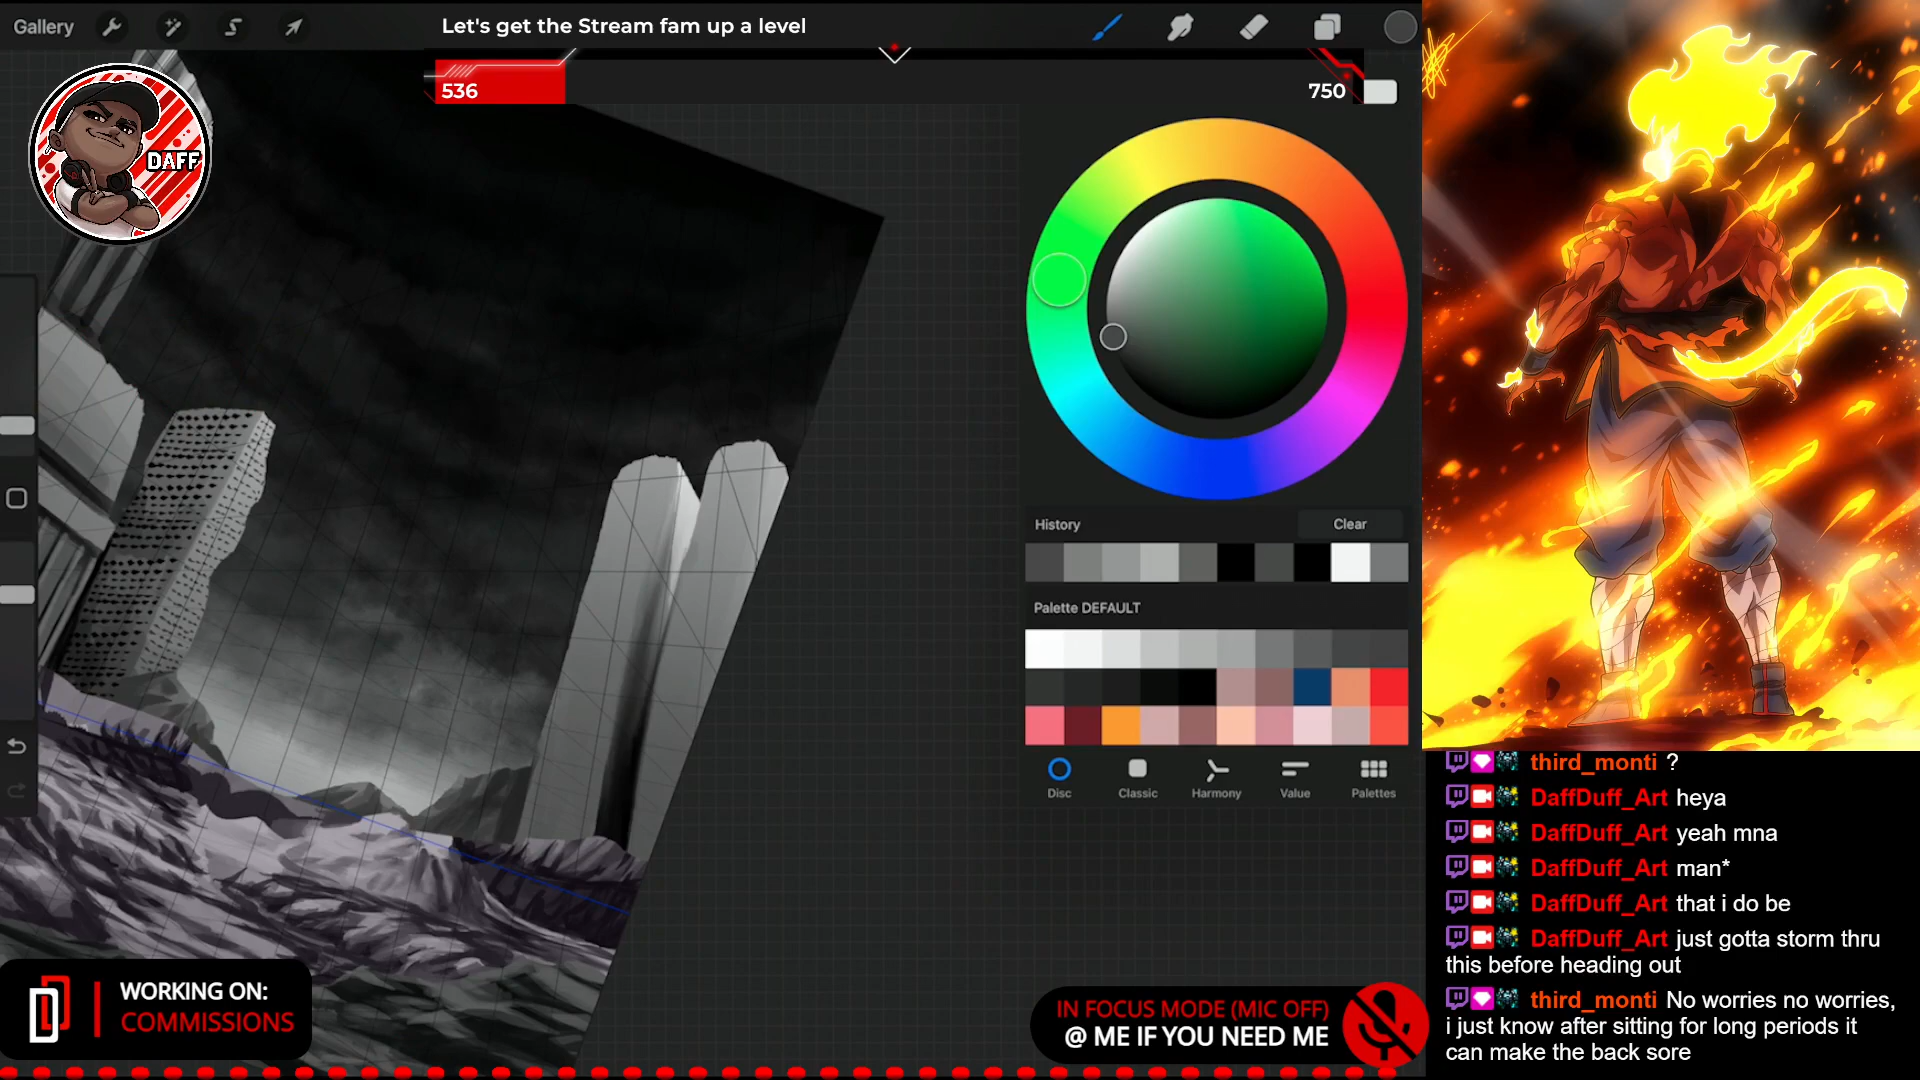 Gallery
Let's get the Stream fam up a level
536
750
DAFF
History
Clear
Palette DEFAULT
Disc
Classic
Harmony
Value
Palettes
third_monti ?
DaffDuff_Art heya
DaffDuff_Art yeah mna
DaffDuff_Art man*
DaffDuff_Art that i do be
DaffDuff_Art just gotta storm thru
this before heading out
third_monti No worries no worries,
i just know after sitting for long periods it
can make the back sore
WORKING ON:
COMMISSIONS
IN FOCUS MODE (MIC OFF)
@ ME IF YOU NEED ME